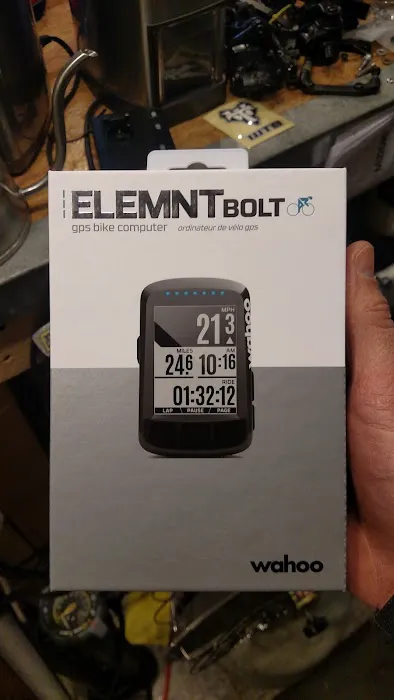 ELEMNT BOLT
gps bike computer ordinateur de vélo gps
wahoo
MPH
21.3
MILES AM
24.6 10:16
RIDE
01:32:12
LAP \ PAUSE \ PAGE
wahoo